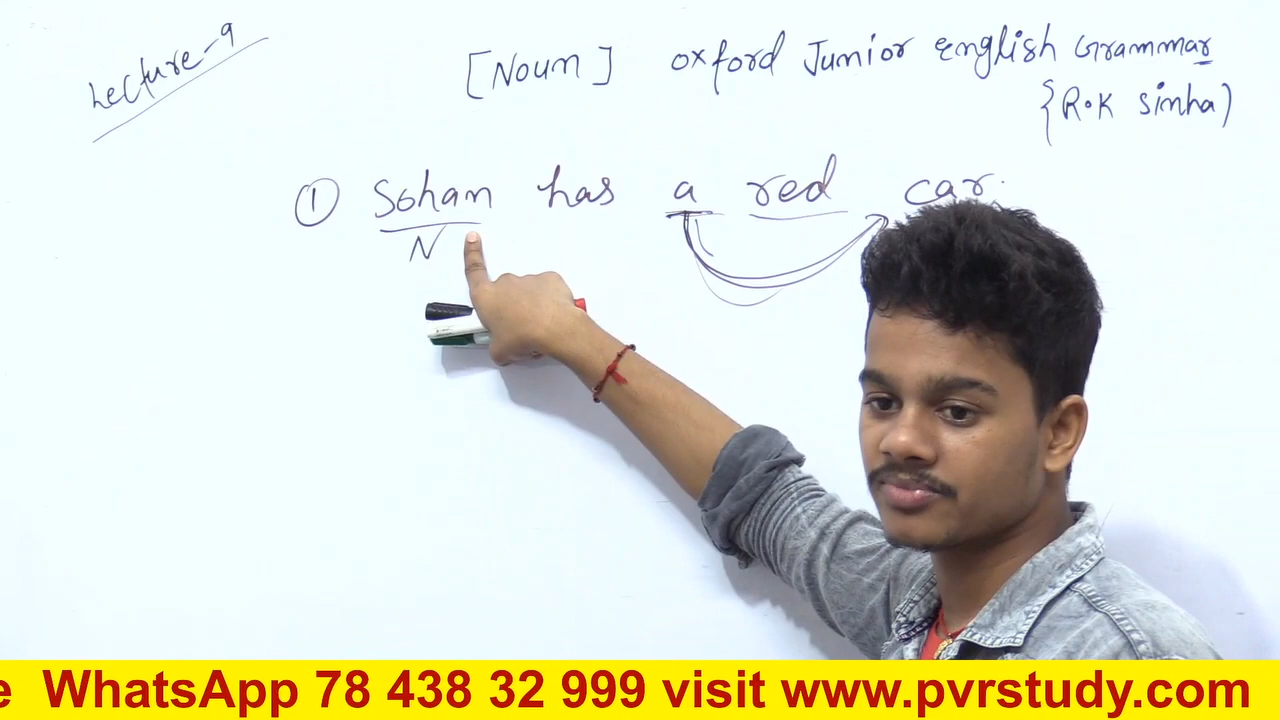 Lecture-9
[Noun] Oxford Junior English Grammar
{R.K Sinha)
① Sohan has a red car.
N
e WhatsApp 78 438 32 999 visit www.pvrstudy.com